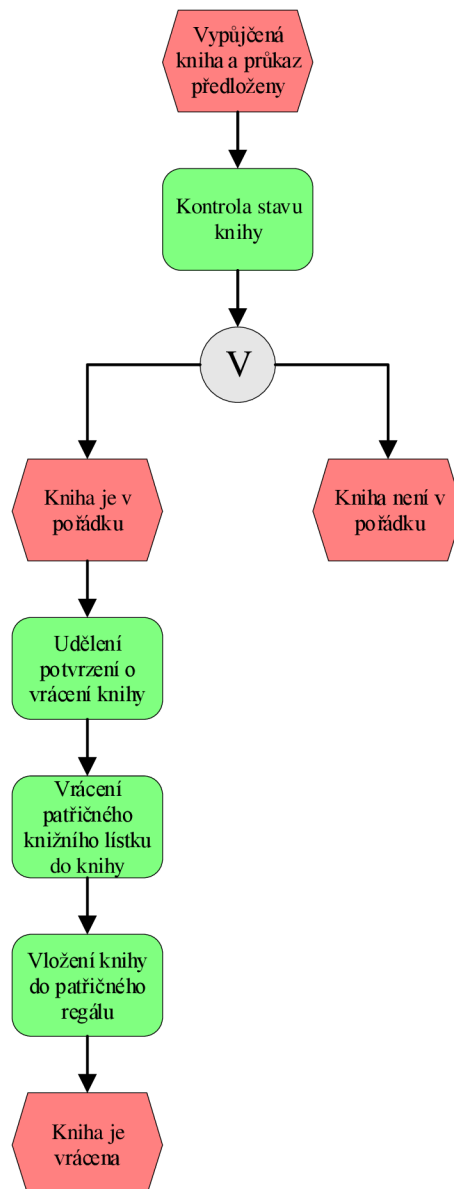 Vypůjčená
kniha a průkaz
předloženy
Kontrola stavu
knihy
V
Kniha je v
pořádku
Kniha není v
pořádku
Udělení
potvrzení o
vrácení knihy
Vrácení
patřičného
knižního lístku
do knihy
Vložení knihy
do patřičného
regálu
Kniha je
vrácena